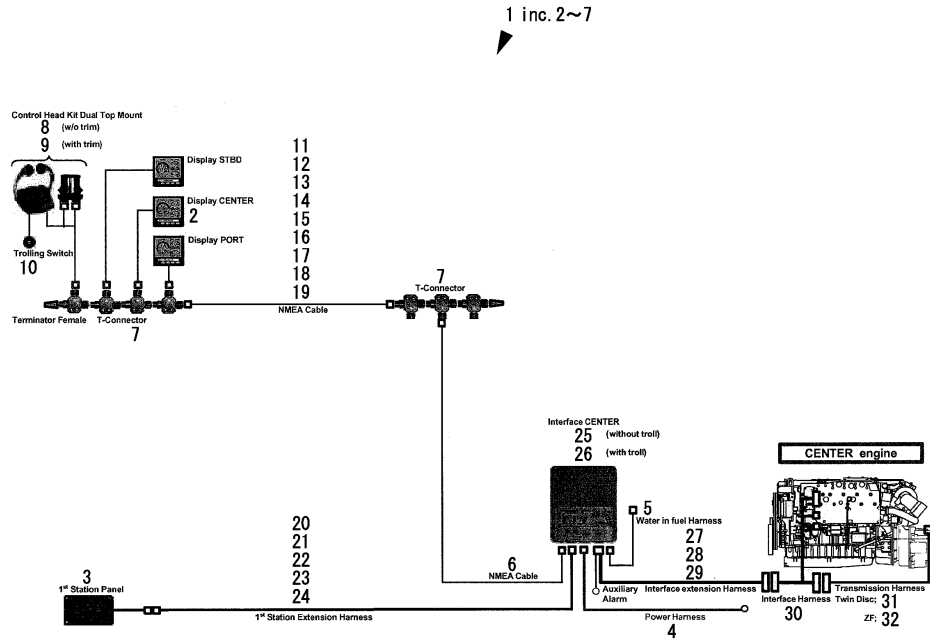 1 inc.2～7
Control Head Kit Dual Top Mount
8 (w/o trim)
9 (with trim)
Display STBD
Display CENTER
2
Display PORT
Trolling Switch
10
11
12
13
14
15
16
17
18
19
NMEA Cable
7
T-Connector
Terminator Female
T-Connector
7
Interface CENTER
25 (without troll)
26 (with troll)
CENTER engine
5
Water in fuel Harness
20
21
22
23
24
1st Station Extension Harness
3
1st Station Panel
6
NMEA Cable
27
28
29
Interface extension Harness
Auxiliary
Alarm
Power Harness
4
Interface Harness
30
Transmission Harness
Twin Disc; 31
ZF; 32